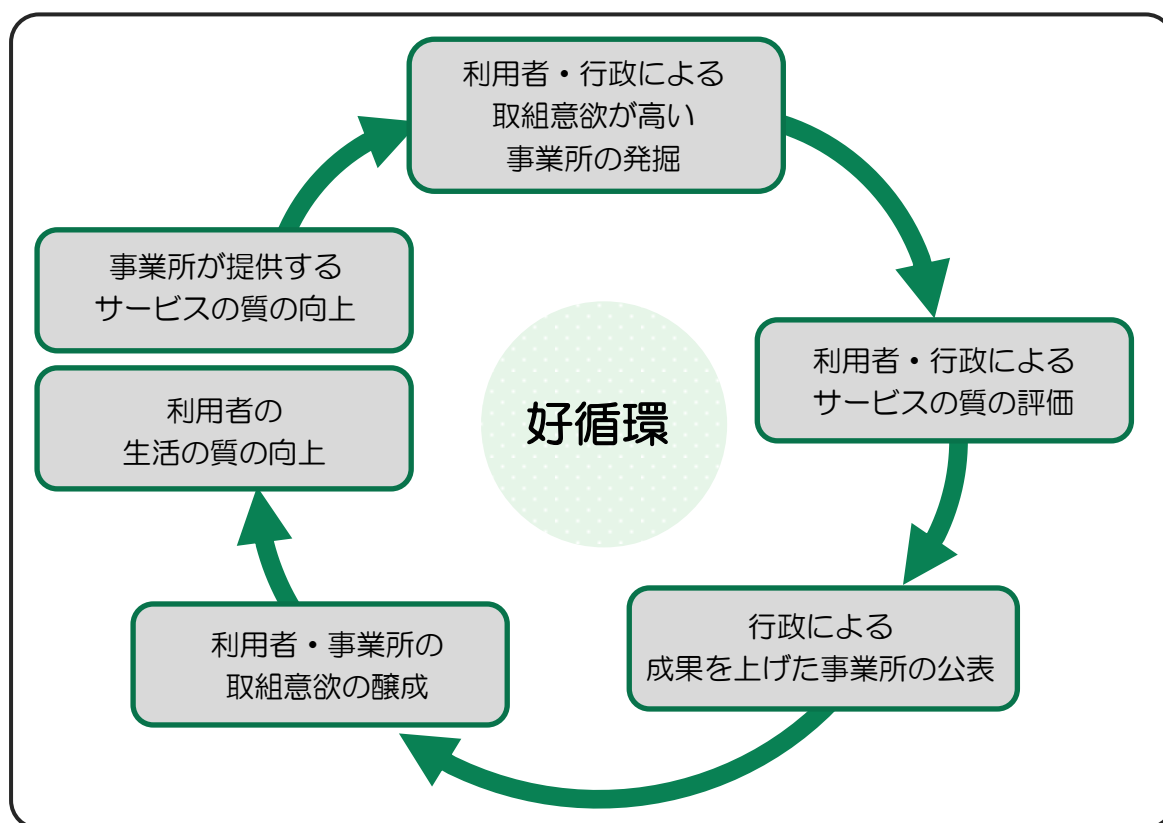 利用者・行政による
取組意欲が高い
事業所の発掘
事業所が提供する
サービスの質の向上
利用者・行政による
サービスの質の評価
利用者の
生活の質の向上
好循環
行政による
成果を上げた事業所の公表
利用者・事業所の
取組意欲の醸成